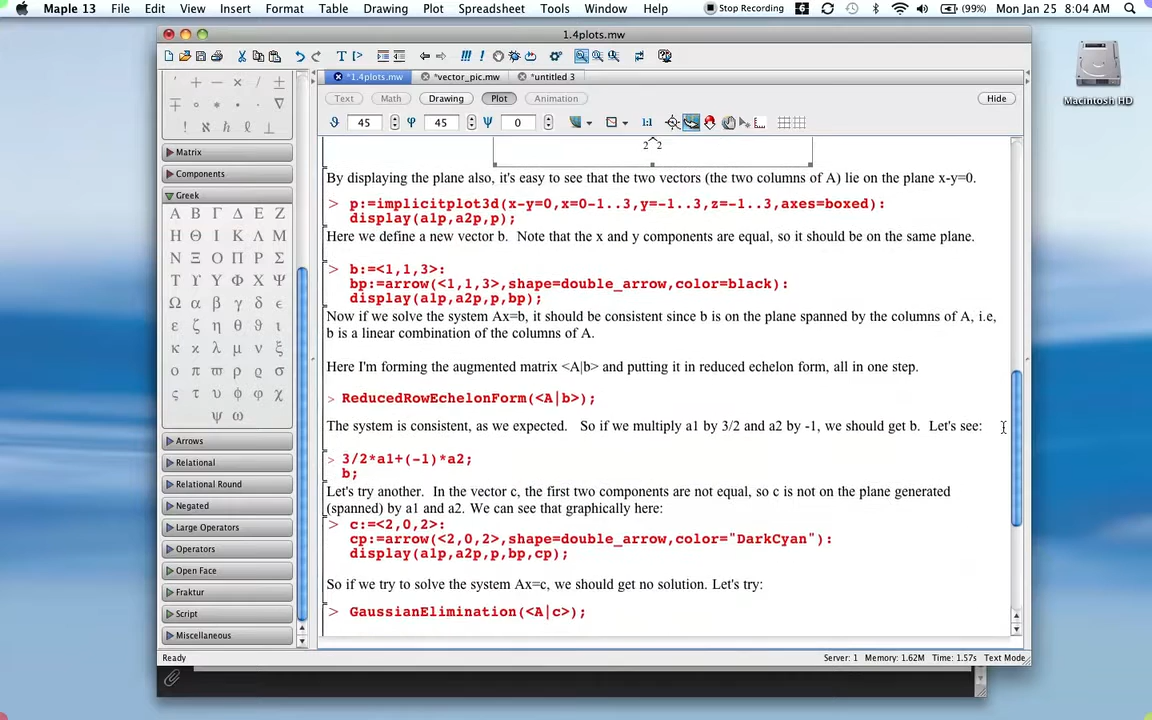 Maple 13 File Edit View Insert Format Table Drawing Plot Spreadsheet Tools Window Help Stop Recording (99%) Mon Jan 25 8:04 AM
1.4plots.mw
*1.4plots.mw *vector_pic.mw *untitled 3
Text Math Drawing Plot Animation Hide
ϑ 45 φ 45 ψ 0 1:1
Macintosh HD
Matrix
Components
Greek
Α Β Γ Δ Ε Ζ
Η Θ Ι Κ Λ Μ
Ν Ξ Ο Π Ρ Σ
Τ Υ ϒ Φ Χ Ψ
Ω α β γ δ ϵ
ε ζ η θ ϑ ι
κ ϰ λ μ ν ξ
ο π ϖ ρ ϱ σ
ς τ υ φ ϕ χ
ψ ω
Arrows
Relational
Relational Round
Negated
Large Operators
Operators
Open Face
Fraktur
Script
Miscellaneous
2 2
By displaying the plane also, it's easy to see that the two vectors (the two columns of A) lie on the plane x-y=0.
> p:=implicitplot3d(x-y=0,x=0-1..3,y=-1..3,z=-1..3,axes=boxed):
display(a1p,a2p,p);
Here we define a new vector b. Note that the x and y components are equal, so it should be on the same plane.
> b:=<1,1,3>:
bp:=arrow(<1,1,3>,shape=double_arrow,color=black):
display(a1p,a2p,p,bp);
Now if we solve the system Ax=b, it should be consistent since b is on the plane spanned by the columns of A, i.e,
b is a linear combination of the columns of A.
Here I'm forming the augmented matrix <A|b> and putting it in reduced echelon form, all in one step.
> ReducedRowEchelonForm(<A|b>);
The system is consistent, as we expected. So if we multiply a1 by 3/2 and a2 by -1, we should get b. Let's see:
> 3/2*a1+(-1)*a2;
b;
Let's try another. In the vector c, the first two components are not equal, so c is not on the plane generated
(spanned) by a1 and a2. We can see that graphically here:
> c:=<2,0,2>:
cp:=arrow(<2,0,2>,shape=double_arrow,color="DarkCyan"):
display(a1p,a2p,p,bp,cp);
So if we try to solve the system Ax=c, we should get no solution. Let's try:
> GaussianElimination(<A|c>);
Ready Server: 1 Memory: 1.62M Time: 1.57s Text Mode